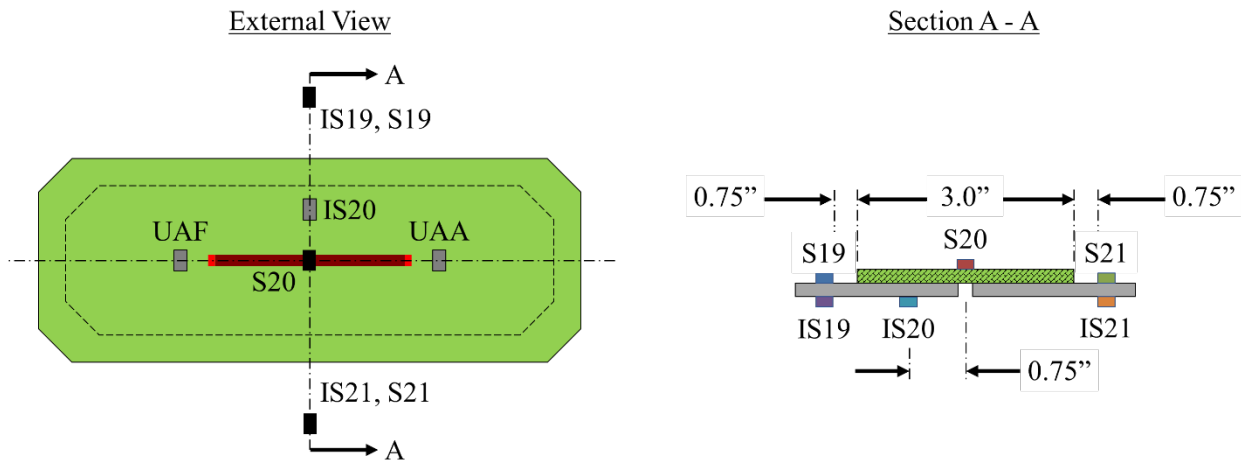 External View
Section A - A
A
IS19, S19
IS20
UAF
UAA
S20
IS21, S21
A
0.75”
3.0”
0.75”
S19
S20
S21
IS19
IS20
IS21
0.75”